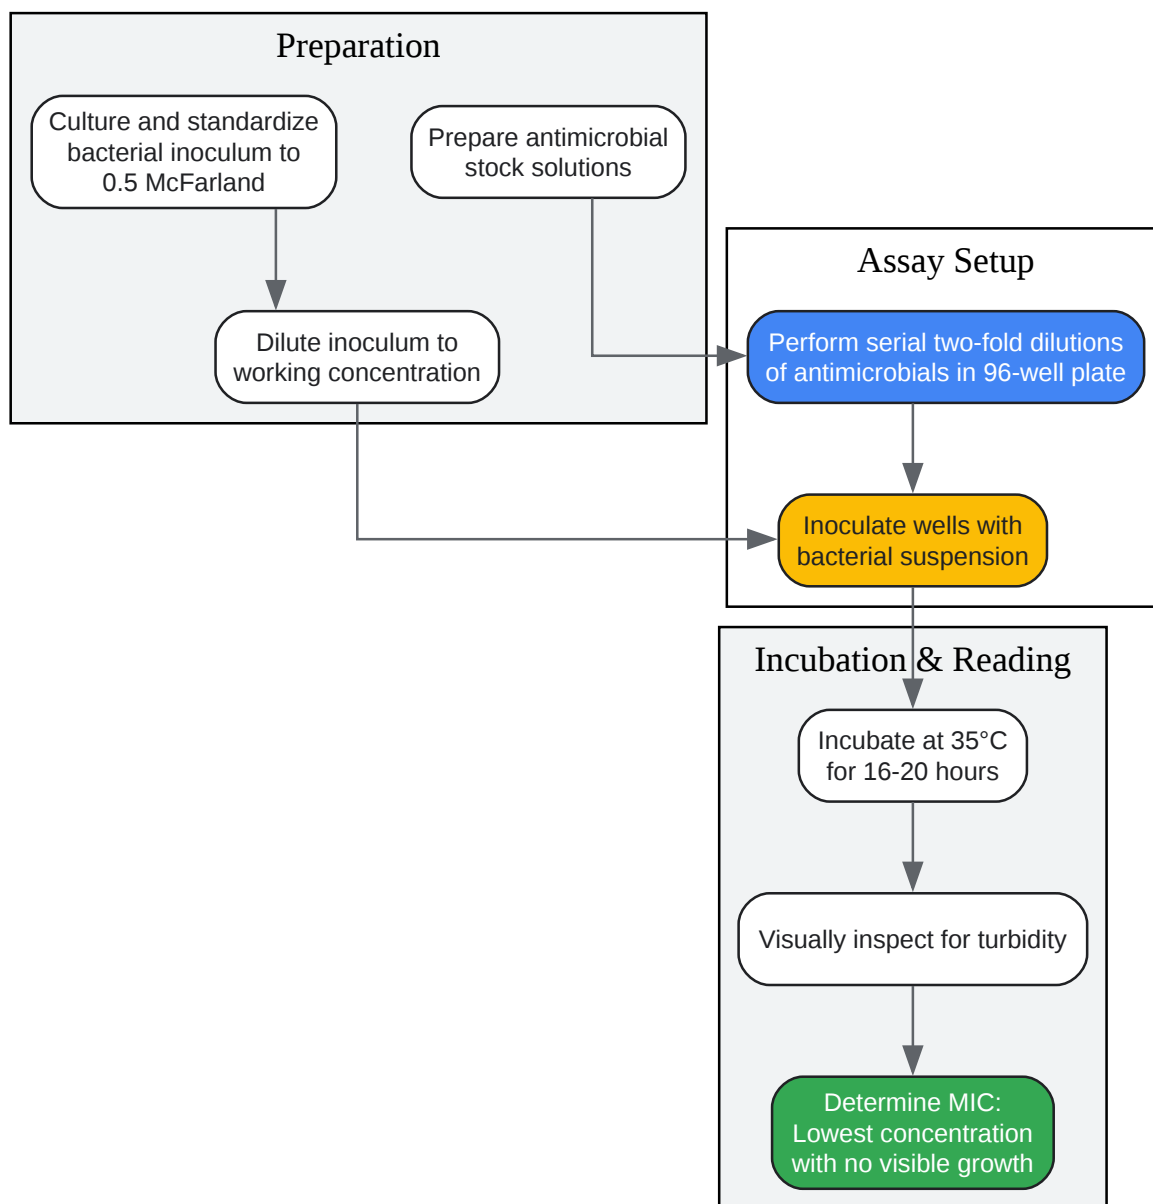 Preparation
Culture and standardize
bacterial inoculum to
0.5 McFarland
Prepare antimicrobial
stock solutions
Dilute inoculum to
working concentration
Assay Setup
Perform serial two-fold dilutions
of antimicrobials in 96-well plate
Inoculate wells with
bacterial suspension
Incubation & Reading
Incubate at 35°C
for 16-20 hours
Visually inspect for turbidity
Determine MIC:
Lowest concentration
with no visible growth